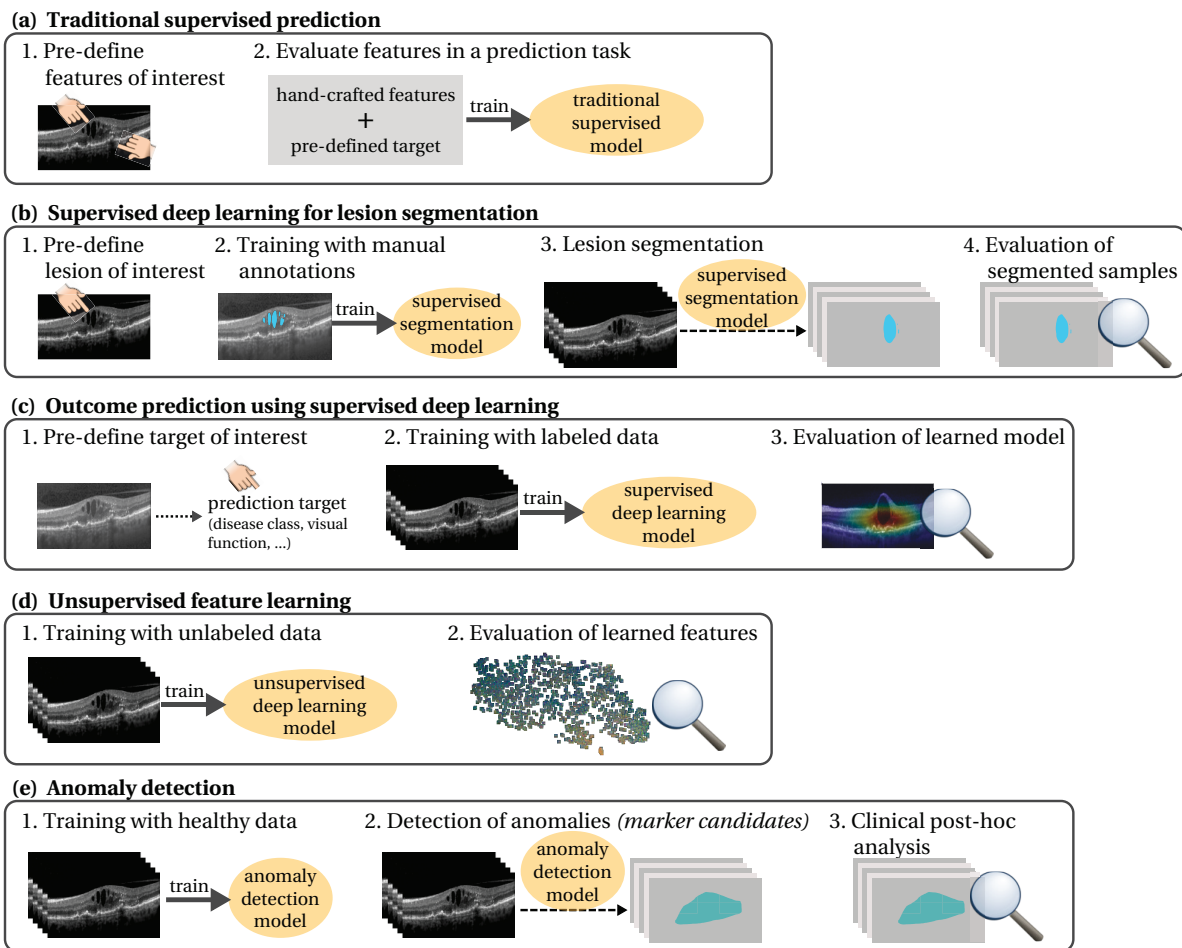 (a) Traditional supervised prediction
1. Pre-define
features of interest
2. Evaluate features in a prediction task
hand-crafted features
+
pre-defined target
train
traditional
supervised
model
(b) Supervised deep learning for lesion segmentation
1. Pre-define
lesion of interest
2. Training with manual
annotations
train
supervised
segmentation
model
3. Lesion segmentation
supervised
segmentation
model
4. Evaluation of
segmented samples
(c) Outcome prediction using supervised deep learning
1. Pre-define target of interest
prediction target
(disease class, visual
function, ...)
2. Training with labeled data
train
supervised
deep learning
model
3. Evaluation of learned model
(d) Unsupervised feature learning
1. Training with unlabeled data
train
unsupervised
deep learning
model
2. Evaluation of learned features
(e) Anomaly detection
1. Training with healthy data
train
anomaly
detection
model
2. Detection of anomalies (marker candidates)
anomaly
detection
model
3. Clinical post-hoc
analysis